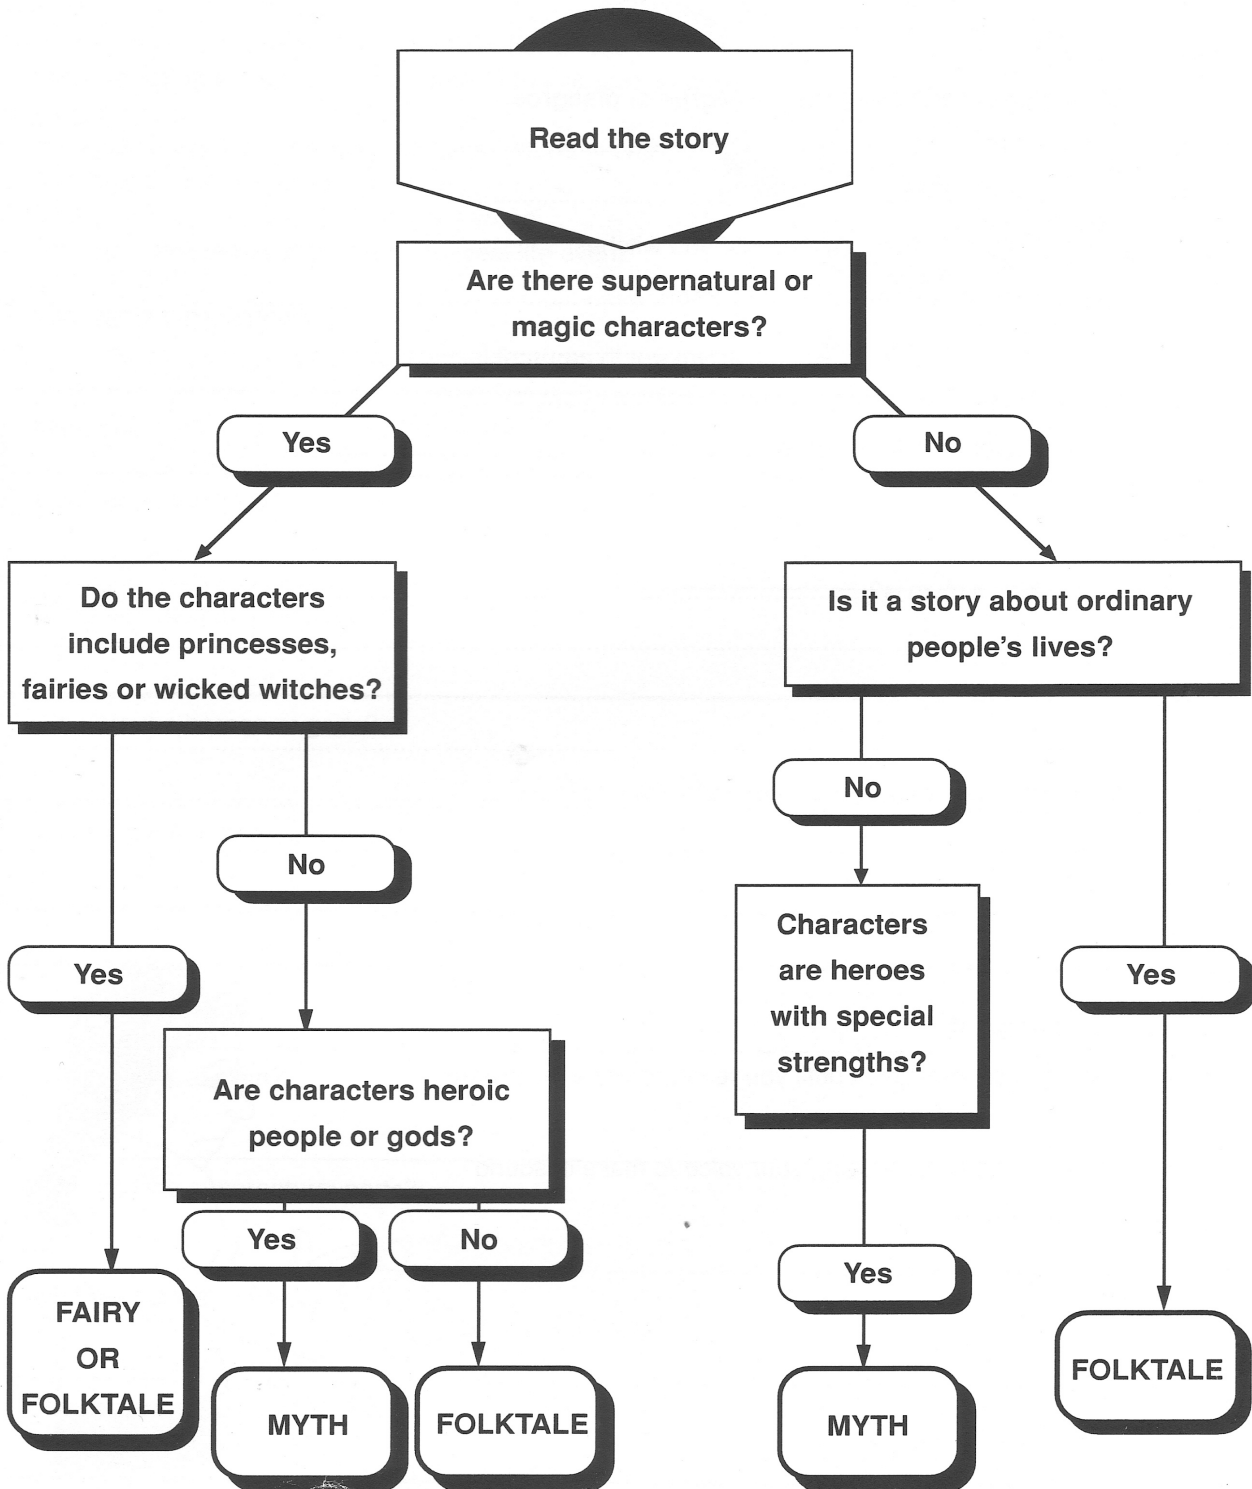 Read the story
Are there supernatural or
magic characters?
Yes
No
Do the characters
include princesses,
fairies or wicked witches?
Is it a story about ordinary
people's lives?
No
No
Characters
are heroes
with special
strengths?
Yes
Yes
Are characters heroic
people or gods?
Yes
No
Yes
FAIRY
OR
FOLKTALE
MYTH
FOLKTALE
MYTH
FOLKTALE